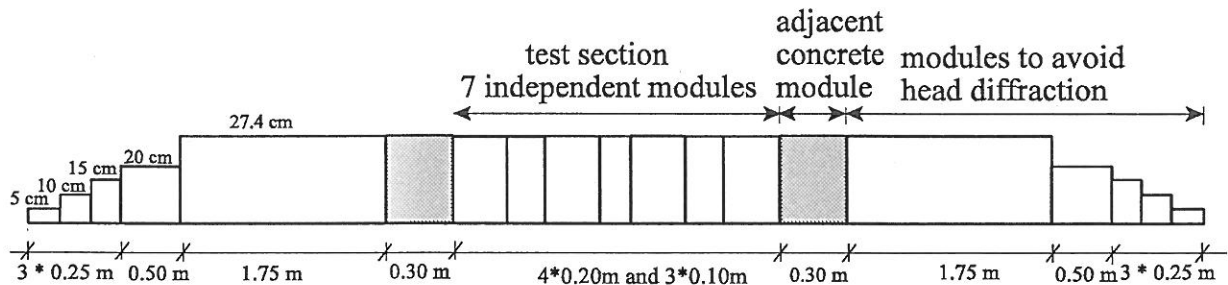 adjacent
concrete
module
test section
7 independent modules
modules to avoid
head diffraction
27.4 cm
20 cm
15 cm
10 cm
5 cm
3 * 0.25 m
0.50 m
1.75 m
0.30 m
4*0.20m and 3*0.10m
0.30 m
1.75 m
0.50 m
3 * 0.25 m